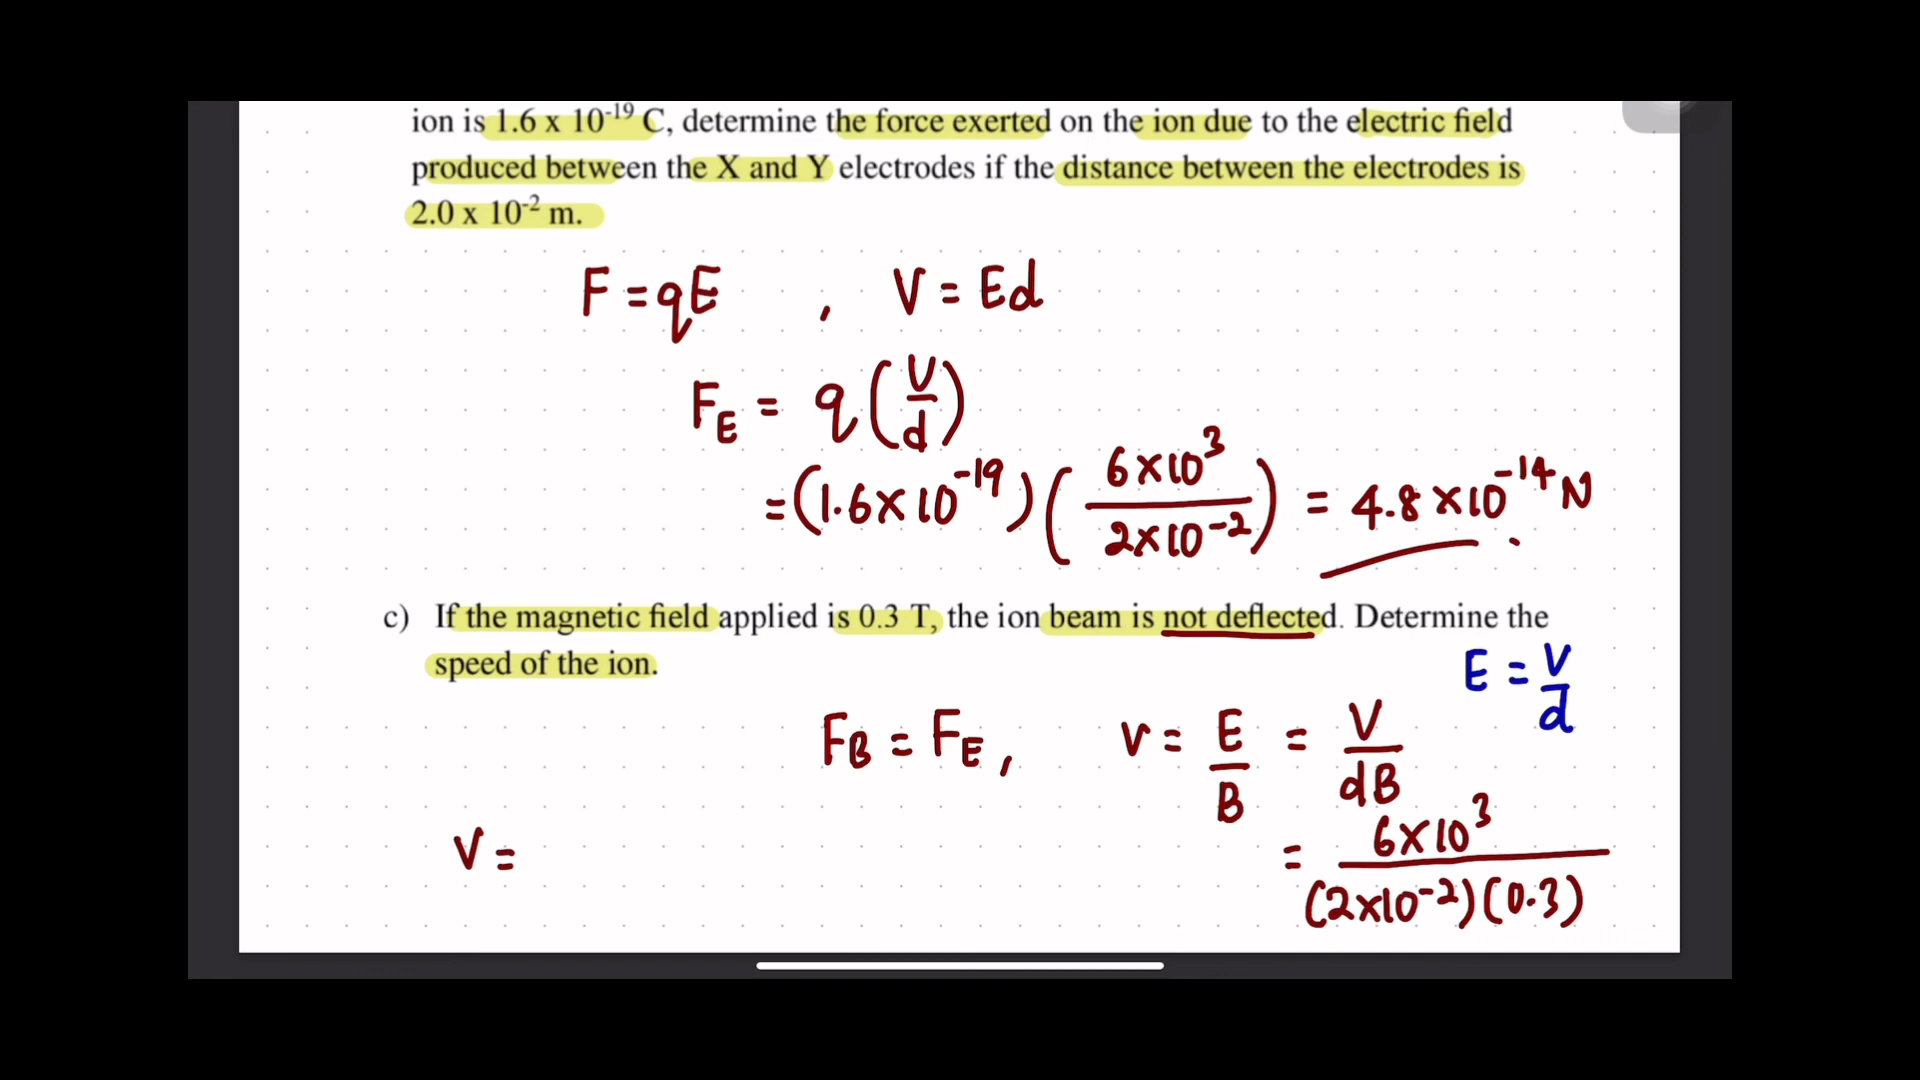 ion is 1.6 x 10⁻¹⁹ C, determine the force exerted on the ion due to the electric field
produced between the X and Y electrodes if the distance between the electrodes is
2.0 x 10⁻² m.
F = qE , V = Ed
F_E = q(V/d)
= (1.6×10⁻¹⁹)(6×10³/2×10⁻²) = 4.8×10⁻¹⁴ N
c) If the magnetic field applied is 0.3 T, the ion beam is not deflected. Determine the
speed of the ion.
E = V/d
F_B = F_E , v = E/B = V/dB
v =
= 6×10³/(2×10⁻²)(0.3)